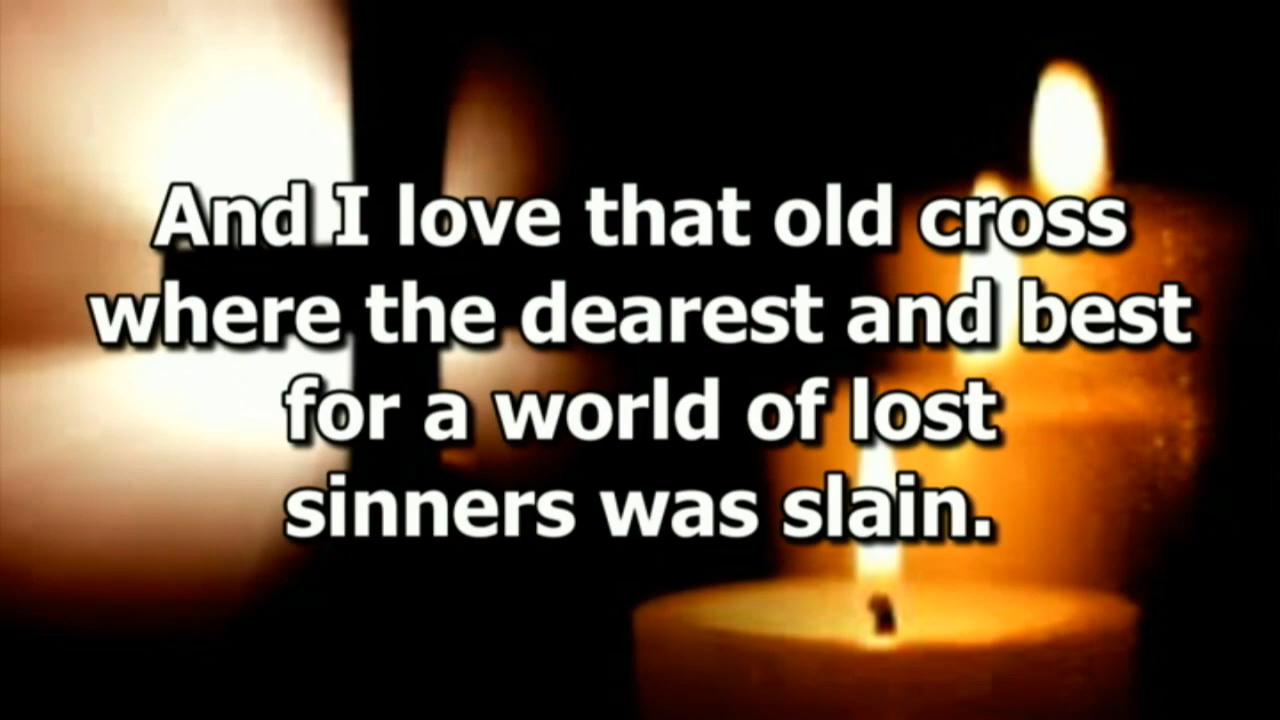 And I love that old cross
where the dearest and best
for a world of lost
sinners was slain.